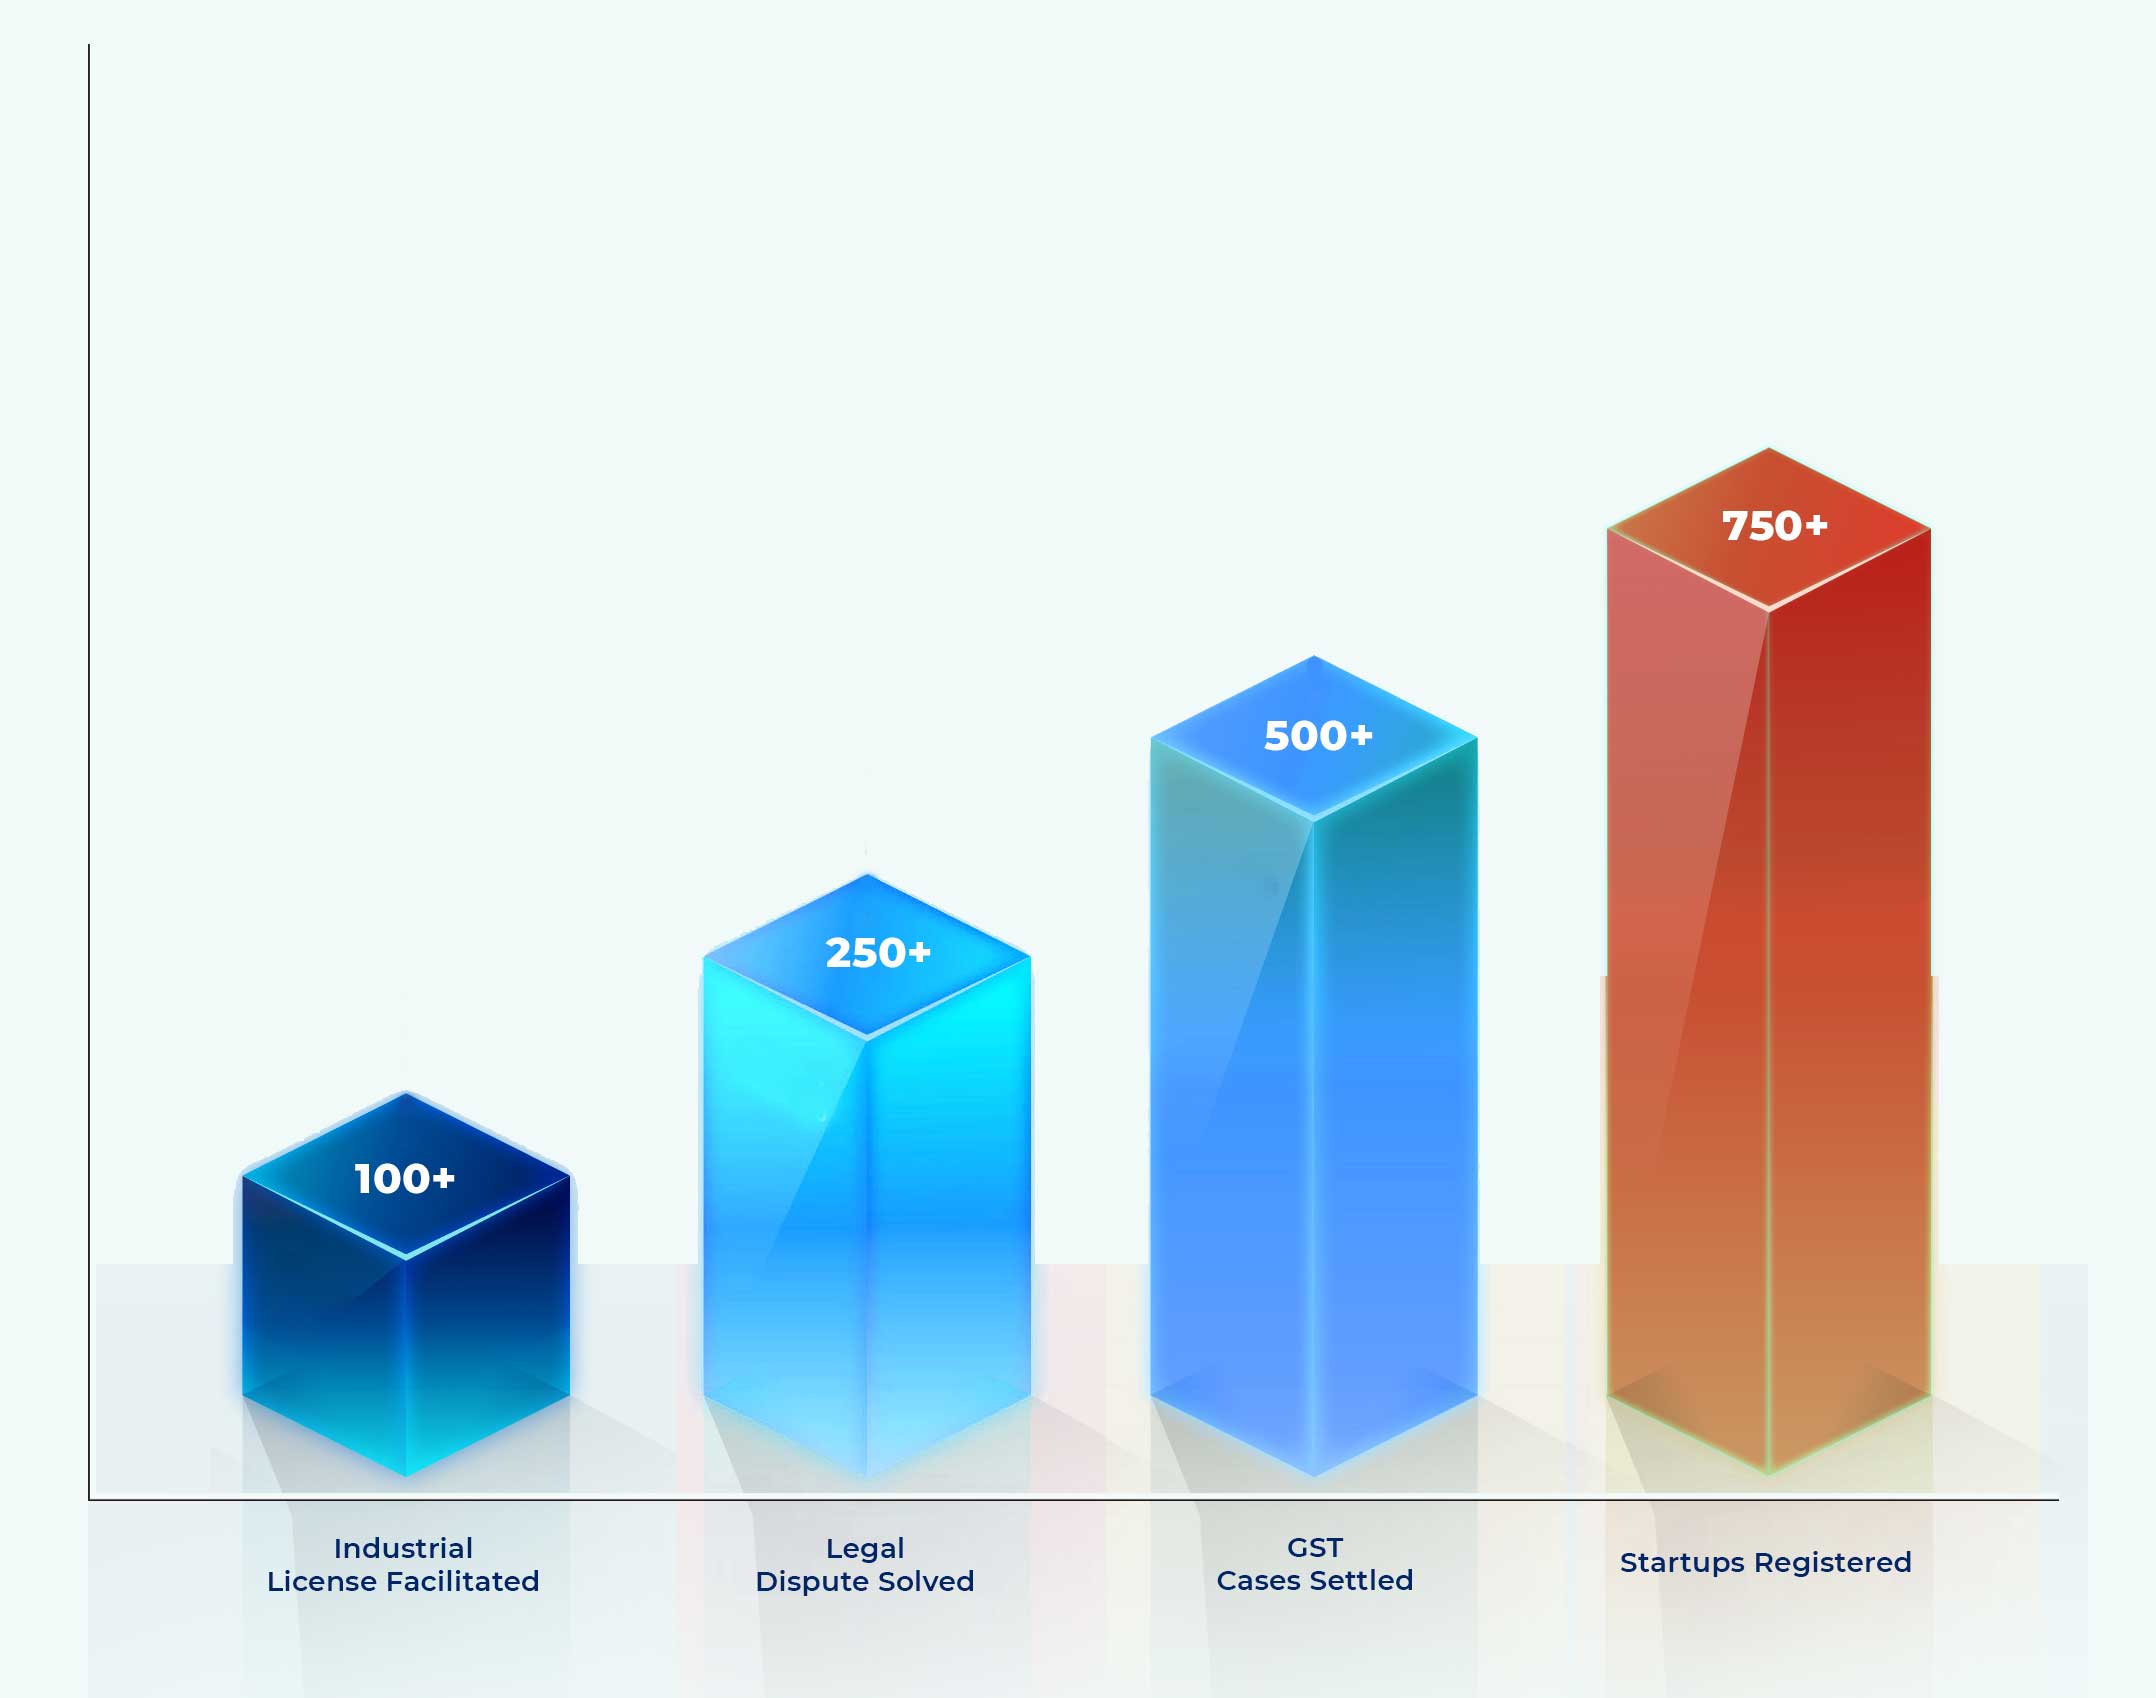 750+
500+
250+
100+
Industrial
License Facilitated
Legal
Dispute Solved
GST
Cases Settled
Startups Registered